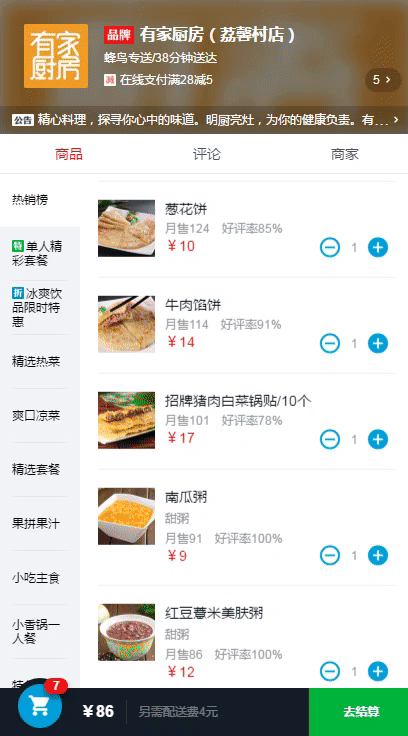 有家
厨房
品牌 有家厨房（荔馨村店）
蜂鸟专送/38分钟送达
减 在线支付满28减5
5 >
公告 精心料理，探寻你心中的味道。明厨亮灶，为你的健康负责。有… >
商品 评论 商家
热销榜
特 单人精
彩套餐
折 冰爽饮
品限时特
惠
精选热菜
爽口凉菜
精选套餐
果拼果汁
小吃主食
小香锅一
人餐
葱花饼
月售124 好评率85%
￥10
1
牛肉馅饼
月售114 好评率91%
￥14
1
招牌猪肉白菜锅贴/10个
月售101 好评率78%
￥17
1
南瓜粥
甜粥
月售91 好评率100%
￥9
1
红豆薏米美肤粥
甜粥
月售86 好评率100%
￥12
1
7
￥86 另需配送费4元 去结算